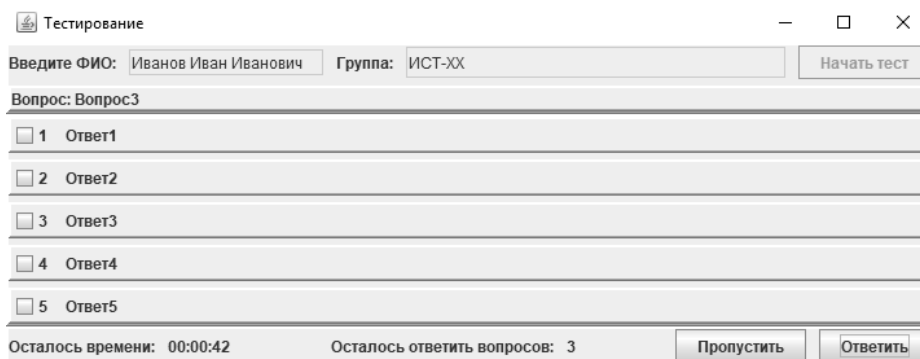 Тестирование
Введите ФИО: Иванов Иван Иванович Группа: ИСТ-XX Начать тест
Вопрос: Вопрос3
1 Ответ1
2 Ответ2
3 Ответ3
4 Ответ4
5 Ответ5
Осталось времени: 00:00:42 Осталось ответить вопросов: 3 Пропустить Ответить